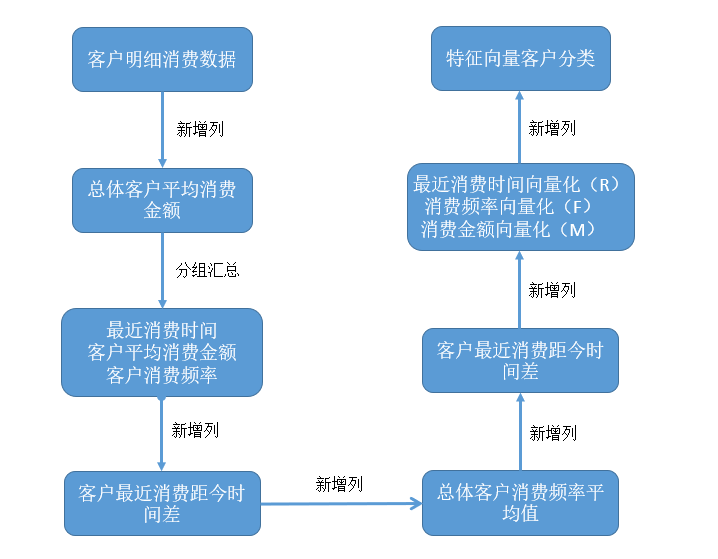 客户明细消费数据
新增列
总体客户平均消费
金额
分组汇总
最近消费时间
客户平均消费金额
客户消费频率
新增列
客户最近消费距今时
间差
新增列
总体客户消费频率平
均值
新增列
客户最近消费距今时
间差
新增列
最近消费时间向量化（R）
消费频率向量化（F）
消费金额向量化（M）
新增列
特征向量客户分类